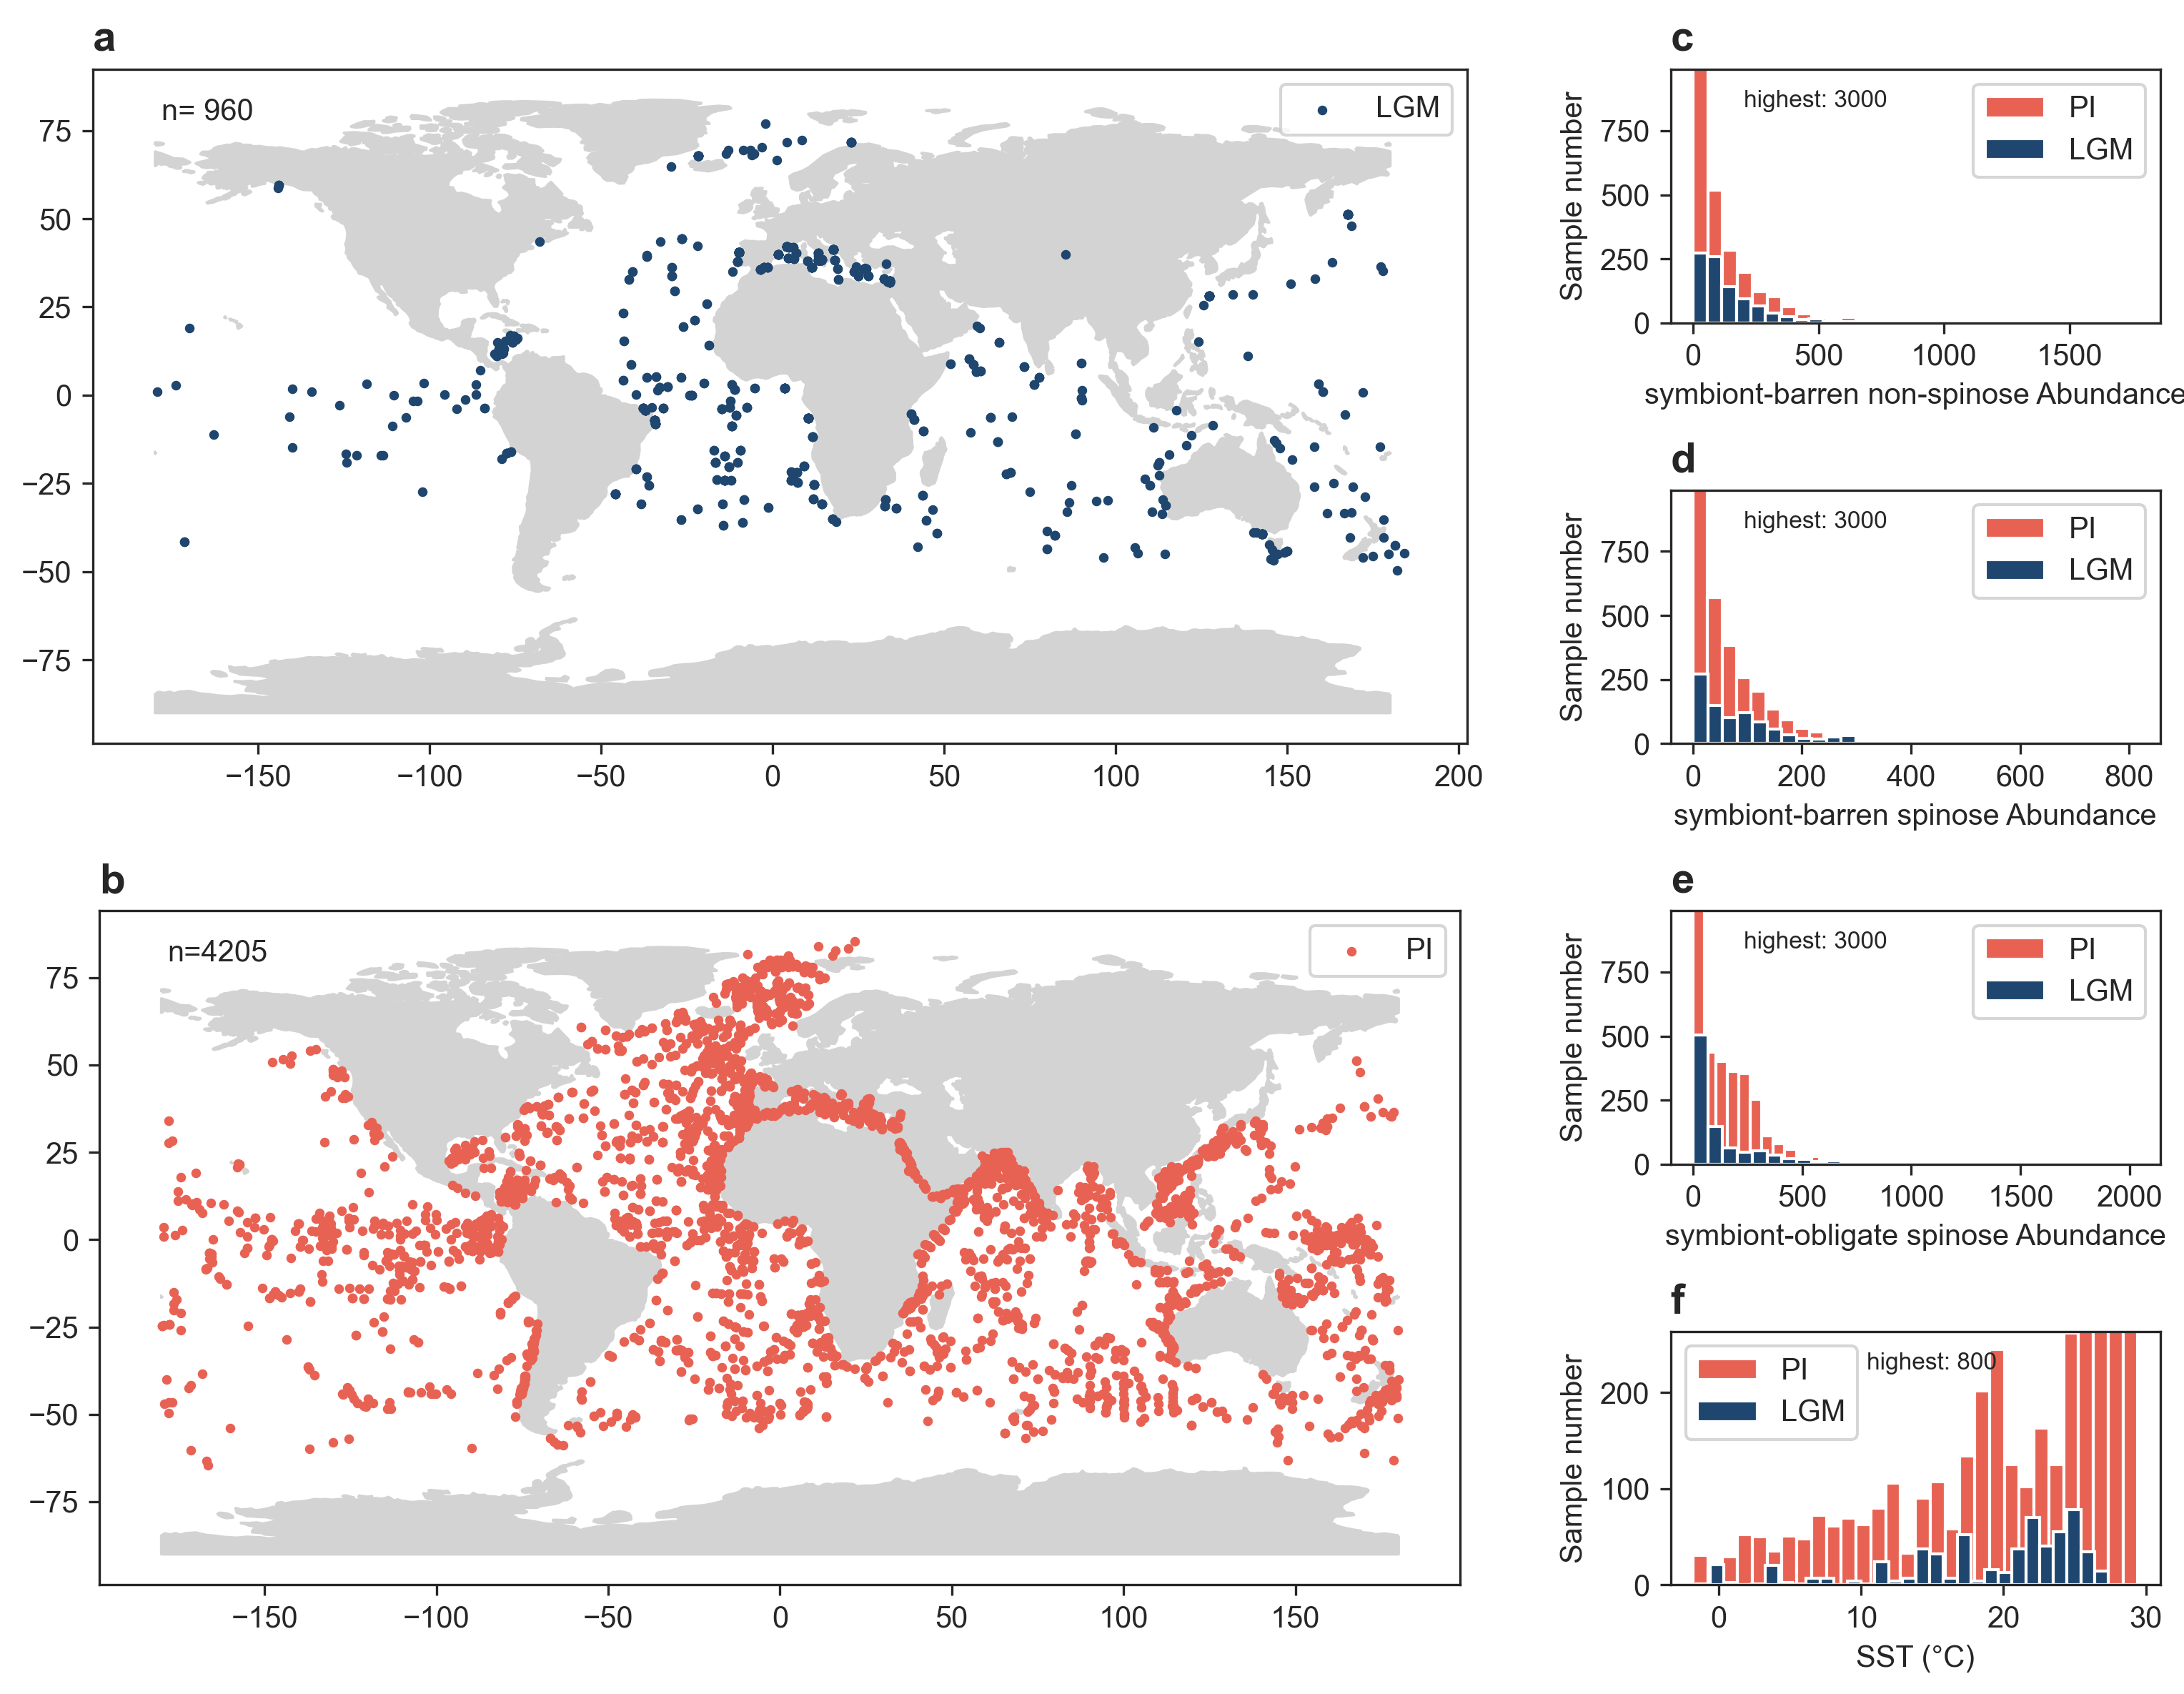 a
n= 960
LGM
75
50
25
0
−25
−50
−75
−150
−100
−50
0
50
100
150
200
b
n=4205
PI
75
50
25
0
−25
−50
−75
−150
−100
−50
0
50
100
150
c
highest: 3000
PI
LGM
Sample number
750
500
250
0
0
500
1000
1500
symbiont-barren non-spinose Abundance
d
highest: 3000
PI
LGM
Sample number
750
500
250
0
0
200
400
600
800
symbiont-barren spinose Abundance
e
highest: 3000
PI
LGM
Sample number
750
500
250
0
0
500
1000
1500
2000
symbiont-obligate spinose Abundance
f
PI
LGM
highest: 800
Sample number
200
100
0
0
10
20
30
SST (°C)